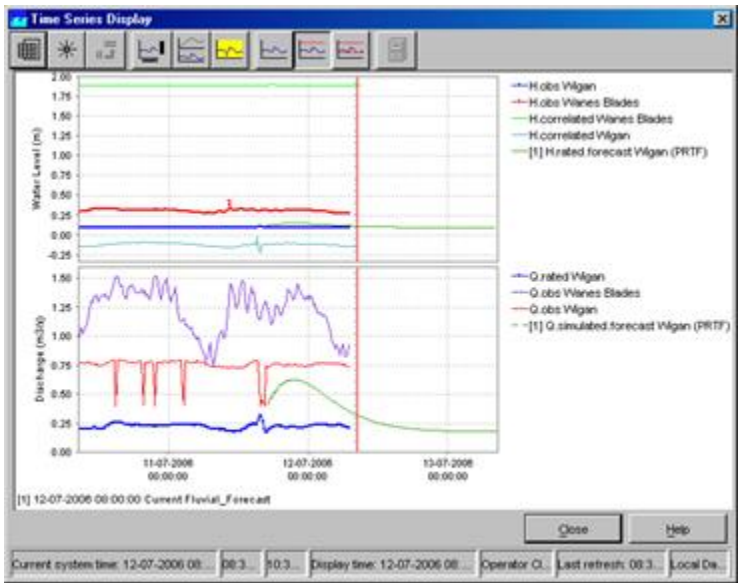 Time Series Display
2.00
1.75
1.50
1.25
1.00
0.75
0.50
0.25
0.00
-0.25
Water Level (m)
H.obs Wigan
H.obs Wanes Blades
H.correlated Wanes Blades
H.correlated Wigan
[1] H.rated.forecast Wigan (PRTF)
1.50
1.25
1.00
0.75
0.50
0.25
0.00
Discharge (m3/s)
Q.rated Wigan
Q.obs Wanes Blades
Q.obs Wigan
[1] Q.simulated.forecast Wigan (PRTF)
11-07-2006 12-07-2006 13-07-2006
00:00:00 00:00:00 00:00:00
[1] 12-07-2006 08:00:00 Current Fluvial_Forecast
Close Help
Current system time: 12-07-2006 08:... 08:3... 10:3... Display time: 12-07-2006 08:... Operator Cl... Last refresh: 08:3... Local Da...